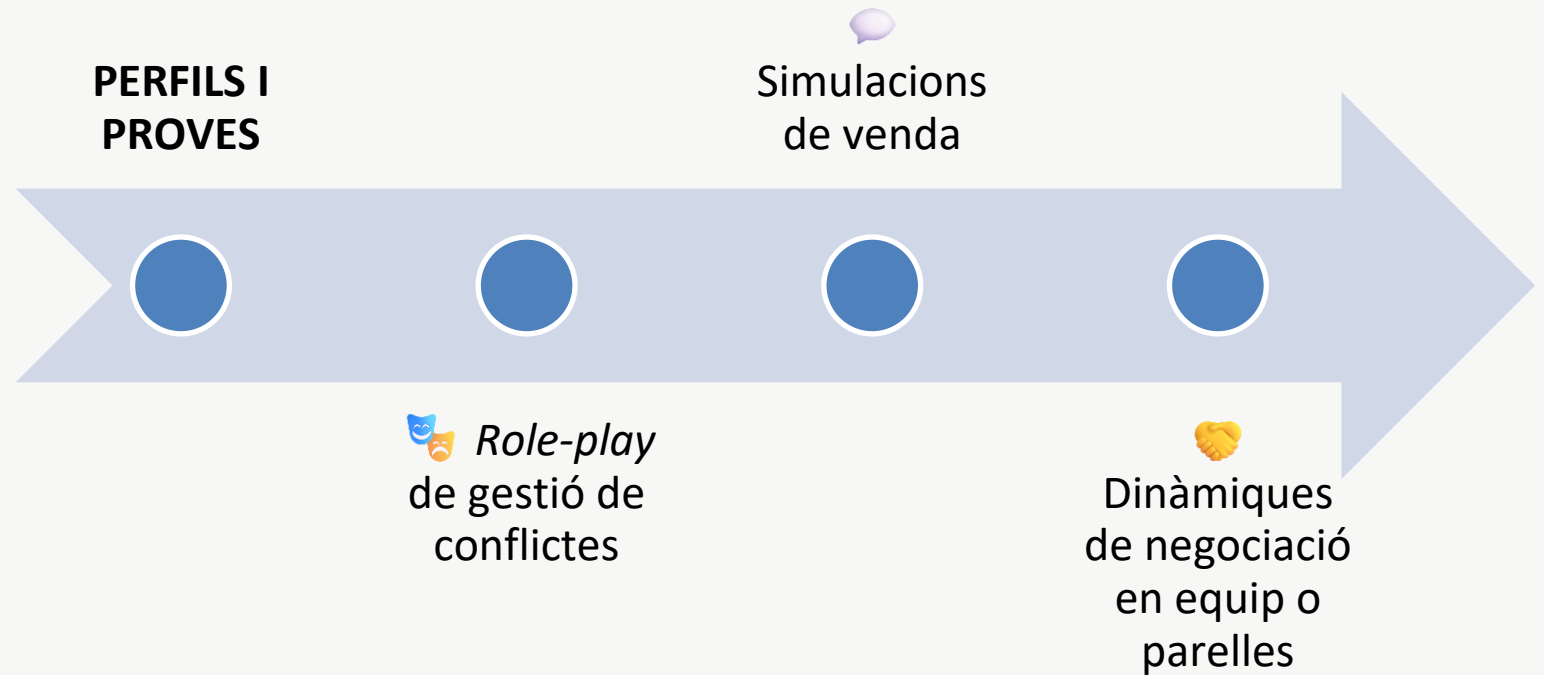 PERFILS I
PROVES
Role-play
de gestió de
conflictes
Simulacions
de venda
Dinàmiques
de negociació
en equip o
parelles